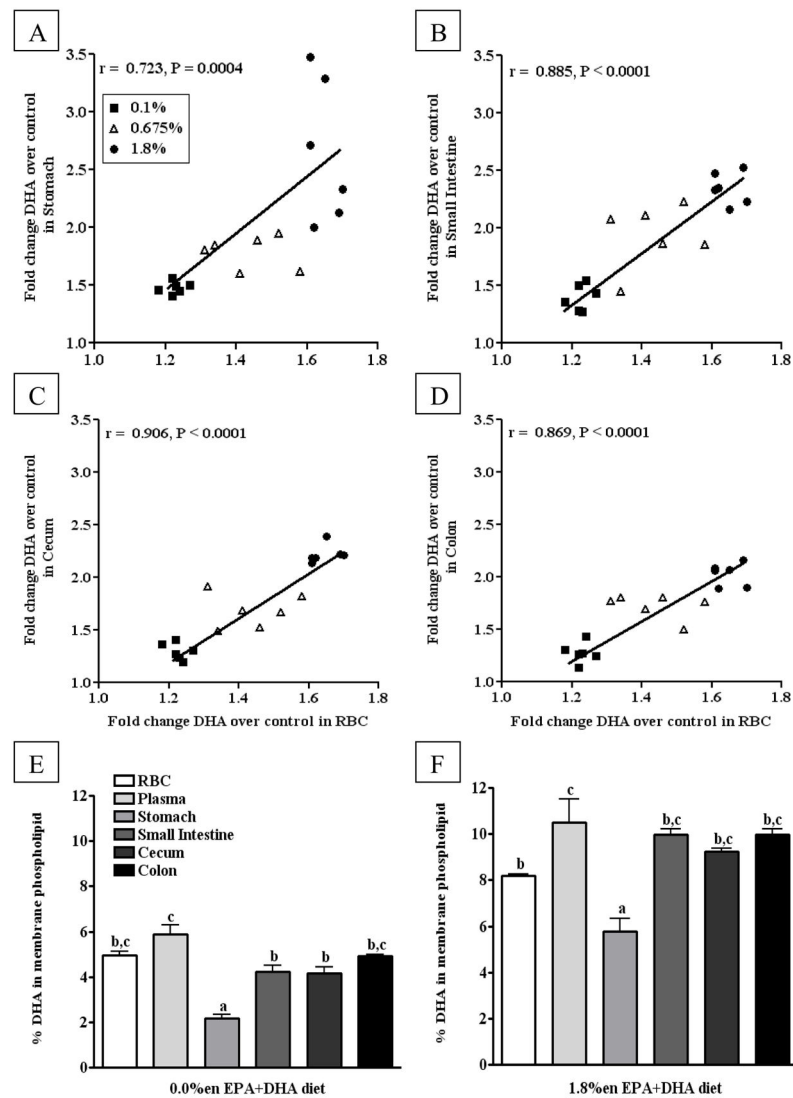 A
r = 0.723, P = 0.0004
0.1%
0.675%
1.8%
Fold change DHA over control
in Stomach
3.5
3.0
2.5
2.0
1.5
1.0
1.0 1.2 1.4 1.6 1.8
B
r = 0.885, P < 0.0001
Fold change DHA over control
in Small Intestine
3.5
3.0
2.5
2.0
1.5
1.0
1.0 1.2 1.4 1.6 1.8
C
r = 0.906, P < 0.0001
Fold change DHA over control
in Cecum
3.5
3.0
2.5
2.0
1.5
1.0
1.0 1.2 1.4 1.6 1.8
Fold change DHA over control in RBC
D
r = 0.869, P < 0.0001
Fold change DHA over control
in Colon
3.5
3.0
2.5
2.0
1.5
1.0
1.0 1.2 1.4 1.6 1.8
Fold change DHA over control in RBC
E
RBC
Plasma
Stomach
Small Intestine
Cecum
Colon
% DHA in membrane phospholipid
12
10
8
6
4
2
0
b,c c a b b b,c
0.0%en EPA+DHA diet
F
% DHA in membrane phospholipid
12
10
8
6
4
2
0
b c a b,c b,c b,c
1.8%en EPA+DHA diet